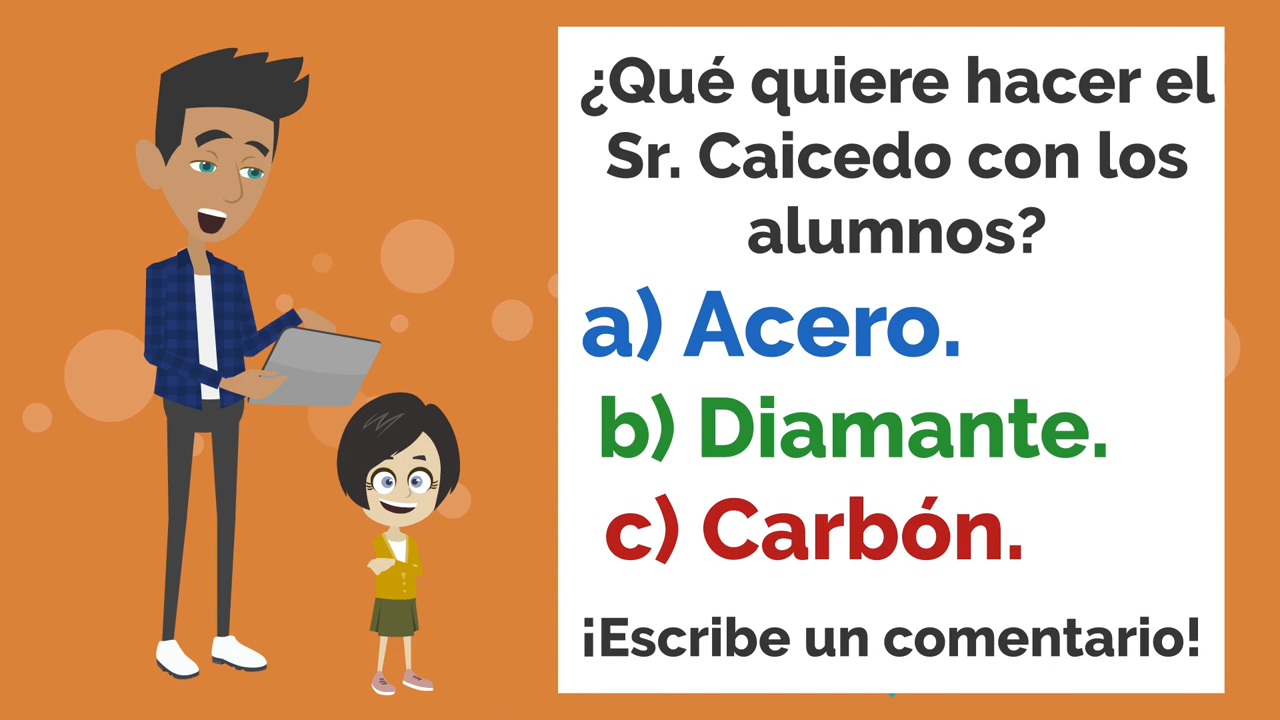 ¿Qué quiere hacer el
Sr. Caicedo con los
alumnos?
a) Acero.
b) Diamante.
c) Carbón.
¡Escribe un comentario!